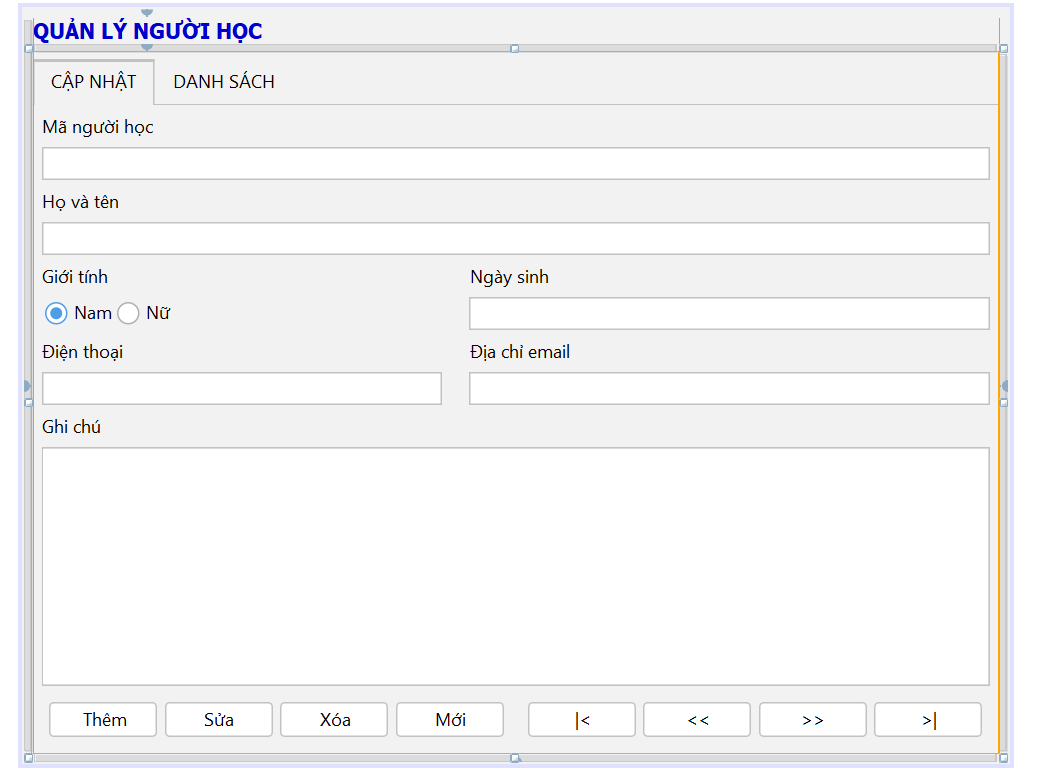 QUẢN LÝ NGƯỜI HỌC
CẬP NHẬT DANH SÁCH
Mã người học
Họ và tên
Giới tính Ngày sinh
Nam Nữ
Điện thoại Địa chỉ email
Ghi chú
Thêm Sửa Xóa Mới |< << >> >|